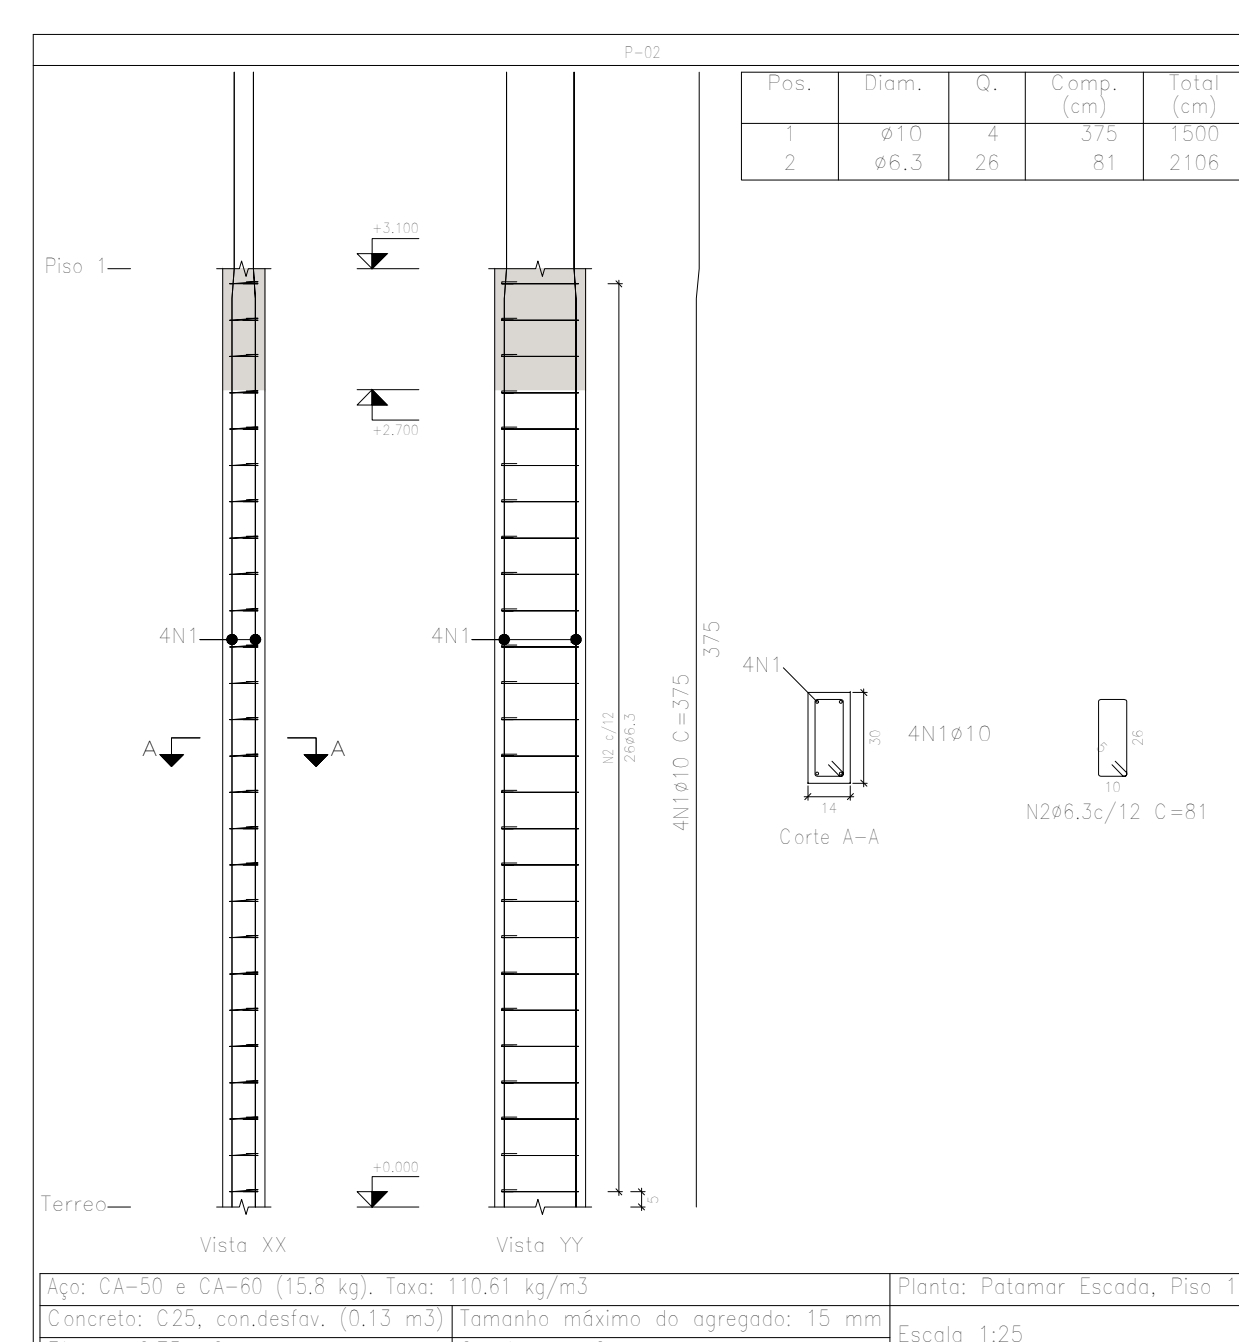 P-02
Pos. Diam. Q. Comp. (cm) Total (cm)
1 ø10 4 375 1500
2 ø6.3 26 81 2106
+3.100
Piso 1
+2.700
4N1
4N1
375
4N1ø10 C=375
N2 c/12
26ø6.3
A
A
4N1
30
14
4N1ø10
Corte A-A
5
26
10
N2ø6.3c/12 C=81
+0.000
5
Terreo
Vista XX
Vista YY
Aço: CA-50 e CA-60 (15.8 kg). Taxa: 110.61 kg/m3
Planta: Patamar Escada, Piso 1
Concreto: C25, con.desfav. (0.13 m3)
Tamanho máximo do agregado: 15 mm
Escala 1:25